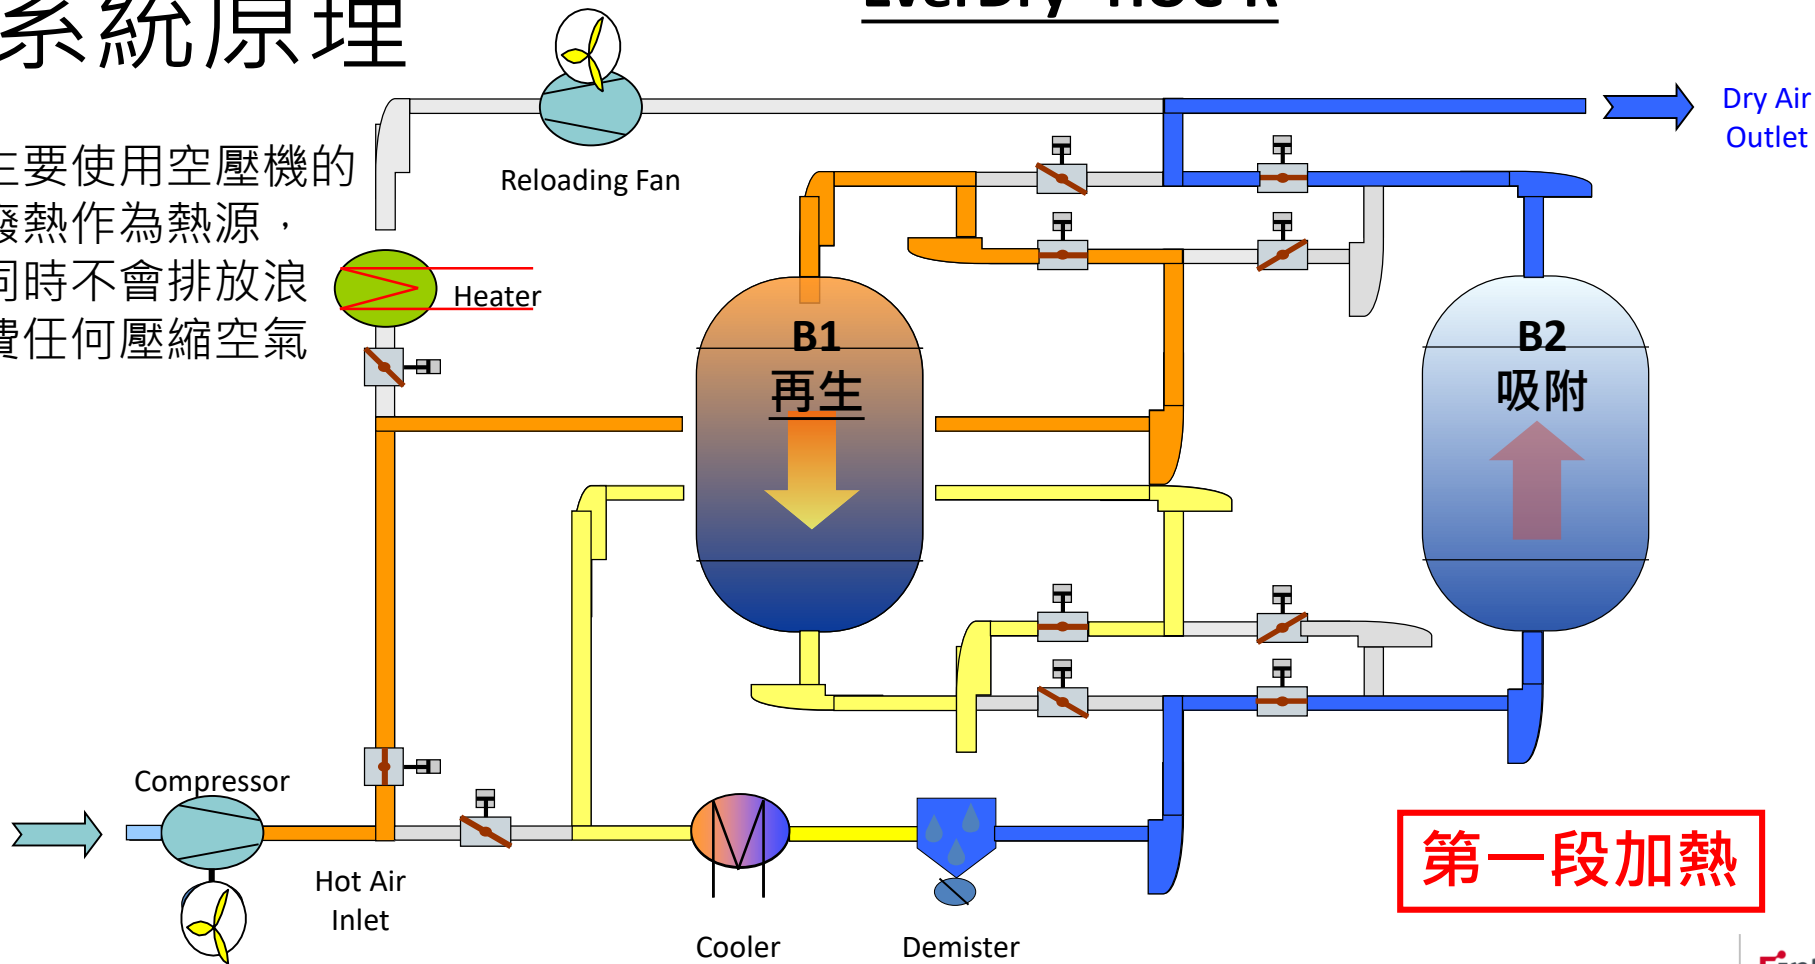 系統原理
EverDry HOC-R
主要使用空壓機的
廢熱作為熱源，
同時不會排放浪
費任何壓縮空氣
Reloading Fan
Dry Air
Outlet
Heater
B1
再生
B2
吸附
Compressor
Hot Air
Inlet
Cooler
Demister
第一段加熱